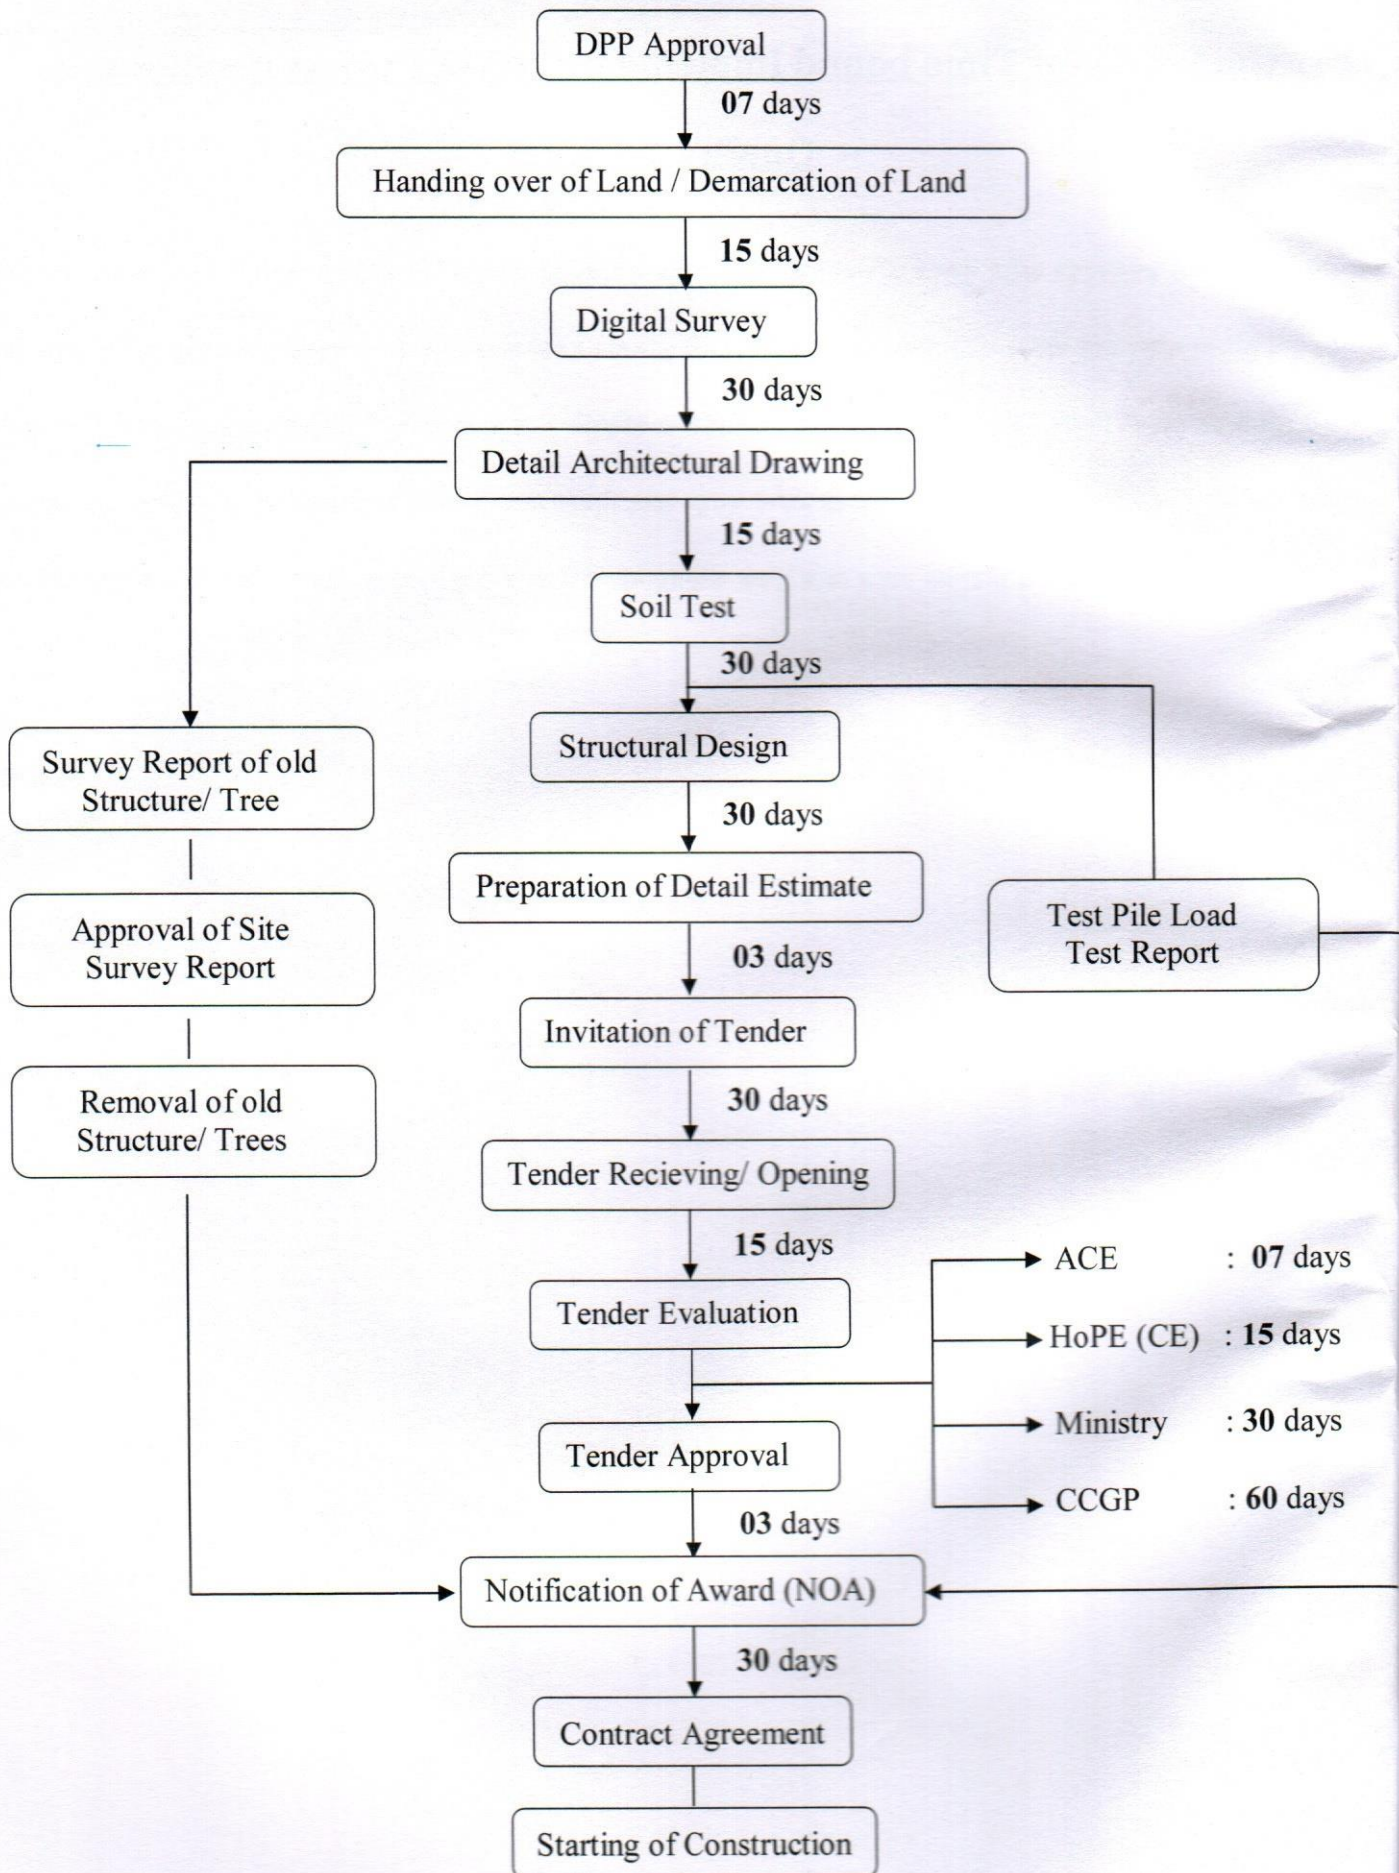 DPP Approval
07 days
Handing over of Land / Demarcation of Land
15 days
Digital Survey
30 days
Detail Architectural Drawing
15 days
Soil Test
30 days
Structural Design
30 days
Survey Report of old
Structure/ Tree
Preparation of Detail Estimate
Test Pile Load
Test Report
Approval of Site
Survey Report
03 days
Invitation of Tender
30 days
Removal of old
Structure/ Trees
Tender Recieving/ Opening
15 days
Tender Evaluation
ACE : 07 days
HoPE (CE) : 15 days
Ministry : 30 days
CCGP : 60 days
Tender Approval
03 days
Notification of Award (NOA)
30 days
Contract Agreement
Starting of Construction